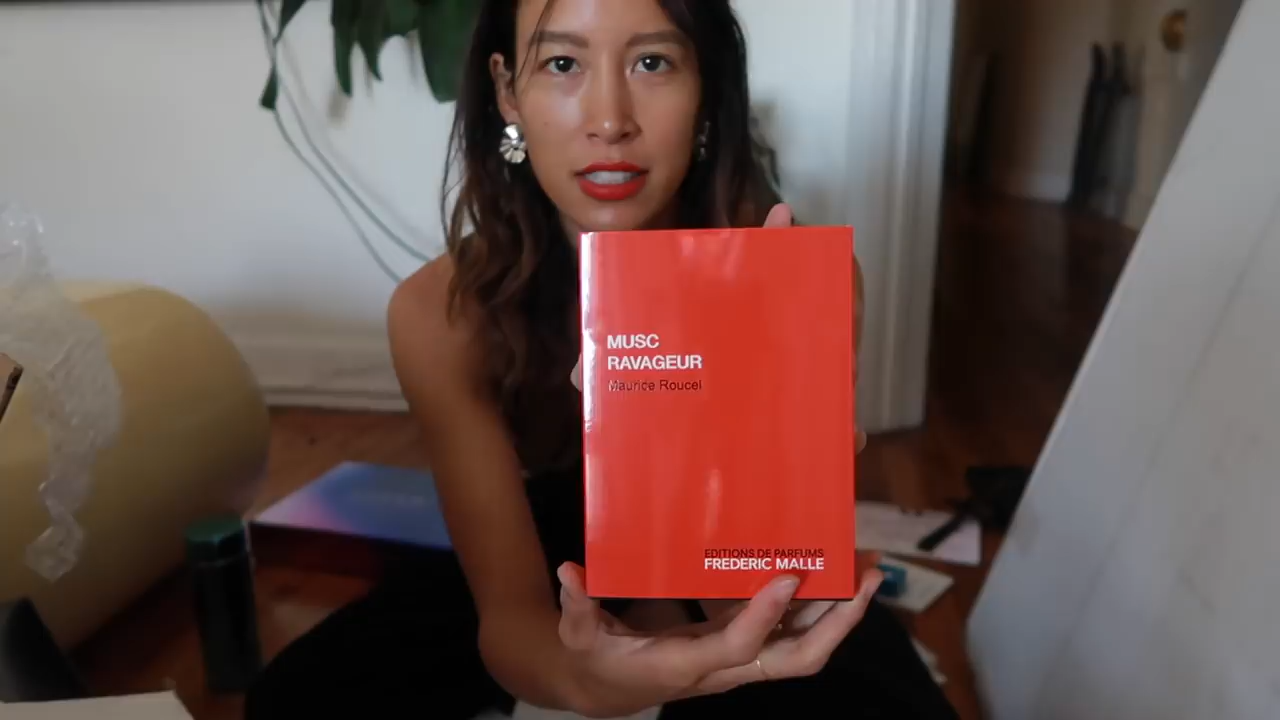 MUSC
RAVAGEUR
Maurice Roucel
EDITIONS DE PARFUMS
FREDERIC MALLE